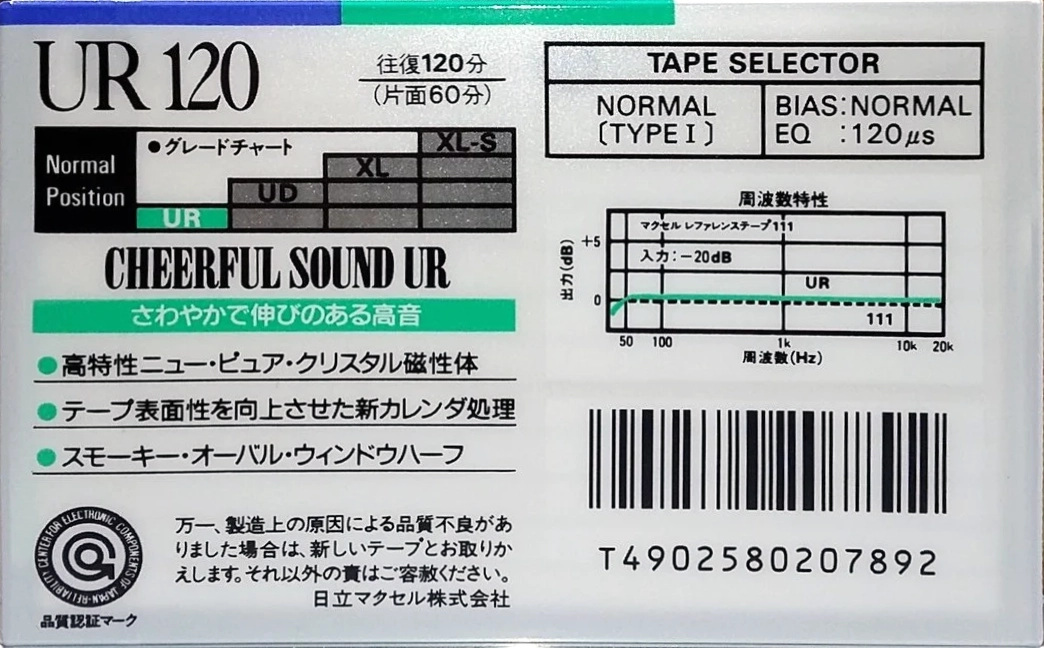 UR 120
往復120分
(片面60分)
TAPE SELECTOR
NORMAL
〔TYPE I〕
BIAS:NORMAL
EQ :120μs
Normal
Position
●グレードチャート
XL-S
XL
UD
UR
CHEERFUL SOUND UR
さわやかで伸びのある高音
●高特性ニュー・ピュア・クリスタル磁性体
●テープ表面性を向上させた新カレンダ処理
●スモーキー・オーバル・ウィンドウハーフ
周波数特性
マクセル レファレンステープ111
入力:−20dB
出力(dB)
+5
0
UR
111
50 100 1k 10k 20k
周波数(Hz)
T4902580207892
RELIABILITY CENTER FOR ELECTRONIC COMPONENTS OF JAPAN
品質認証マーク
万一、製造上の原因による品質不良があ
りました場合は、新しいテープとお取りか
えします。それ以外の責はご容赦ください。
日立マクセル株式会社